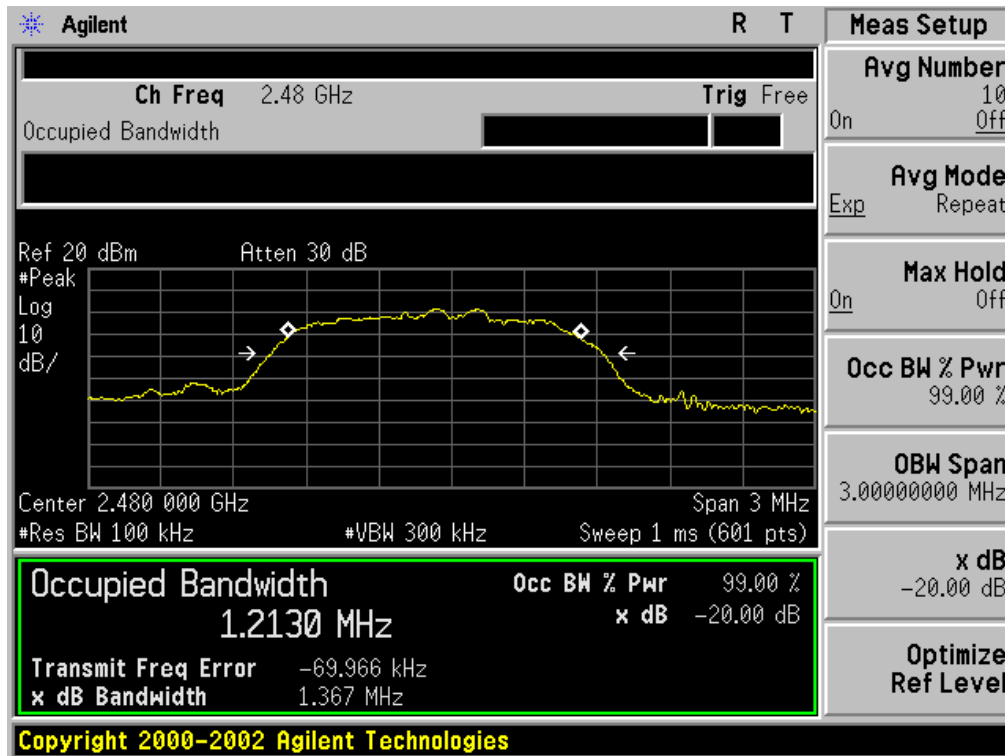 Agilent R T
Ch Freq 2.48 GHz Trig Free
Occupied Bandwidth
Ref 20 dBm Atten 30 dB
#Peak
Log
10
dB/
Center 2.480 000 GHz Span 3 MHz
#Res BW 100 kHz #VBW 300 kHz Sweep 1 ms (601 pts)
Occupied Bandwidth Occ BW % Pwr 99.00 %
1.2130 MHz x dB -20.00 dB
Transmit Freq Error -69.966 kHz
x dB Bandwidth 1.367 MHz
Copyright 2000-2002 Agilent Technologies
Meas Setup
Avg Number
10
On Off
Avg Mode
Exp Repeat
Max Hold
On Off
Occ BW % Pwr
99.00 %
OBW Span
3.00000000 MHz
x dB
-20.00 dB
Optimize
Ref Level